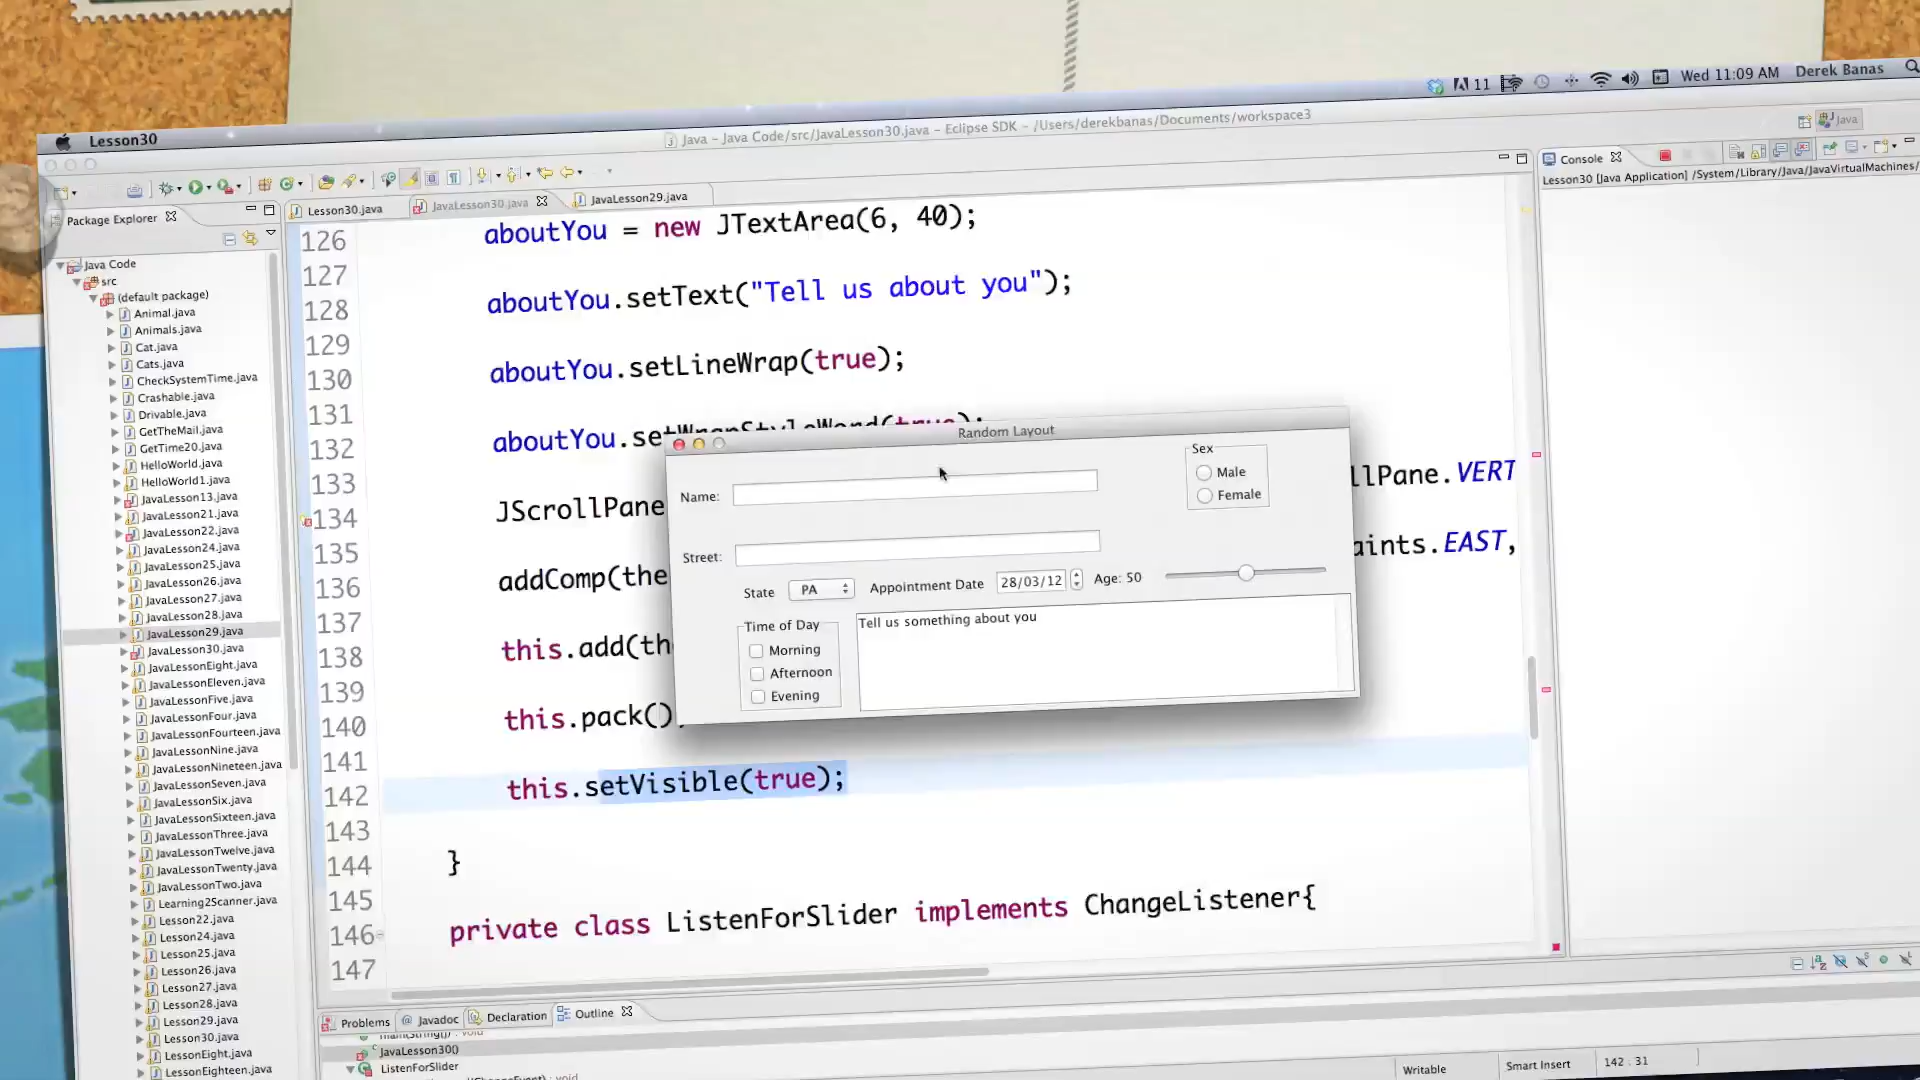 Lesson30
11
Wed 11:09 AM Derek Banas
Java – Java Code/src/JavaLesson30.java – Eclipse SDK – /Users/derekbanas/Documents/workspace3
Java
Package Explorer
Lesson30.java
JavaLesson30.java
JavaLesson29.java
Console
Lesson30 [Java Application] /System/Library/Java/JavaVirtualMachines/
Java Code
src
(default package)
Animal.java
Animals.java
Cat.java
Cats.java
CheckSystemTime.java
Crashable.java
Drivable.java
GetTheMail.java
GetTime20.java
HelloWorld.java
HelloWorld1.java
JavaLesson13.java
JavaLesson21.java
JavaLesson22.java
JavaLesson24.java
JavaLesson25.java
JavaLesson26.java
JavaLesson27.java
JavaLesson28.java
JavaLesson29.java
JavaLesson30.java
JavaLessonEight.java
JavaLessonEleven.java
JavaLessonFive.java
JavaLessonFour.java
JavaLessonFourteen.java
JavaLessonNine.java
JavaLessonNineteen.java
JavaLessonSeven.java
JavaLessonSix.java
JavaLessonSixteen.java
JavaLessonThree.java
JavaLessonTwelve.java
JavaLessonTwenty.java
JavaLessonTwo.java
Learning2Scanner.java
Lesson22.java
Lesson24.java
Lesson25.java
Lesson26.java
Lesson27.java
Lesson28.java
Lesson29.java
Lesson30.java
LessonEight.java
LessonEighteen.java
126 aboutYou = new JTextArea(6, 40);
127
128 aboutYou.setText("Tell us about you");
129
130 aboutYou.setLineWrap(true);
131
132 aboutYou.setWrapStyleWord(true);
133
134 JScrollPane llPane.VERT
135
136 addComp(the aints.EAST,
137
138 this.add(th
139
140 this.pack()
141
142 this.setVisible(true);
143
144 }
145
146 private class ListenForSlider implements ChangeListener{
147
Random Layout
Name:
Sex
Male
Female
Street:
State PA Appointment Date 28/03/12 Age: 50
Time of Day
Morning
Afternoon
Evening
Tell us something about you
Problems
Javadoc
Declaration
Outline
JavaLesson30()
ListenForSlider
Writable
Smart Insert
142 : 31